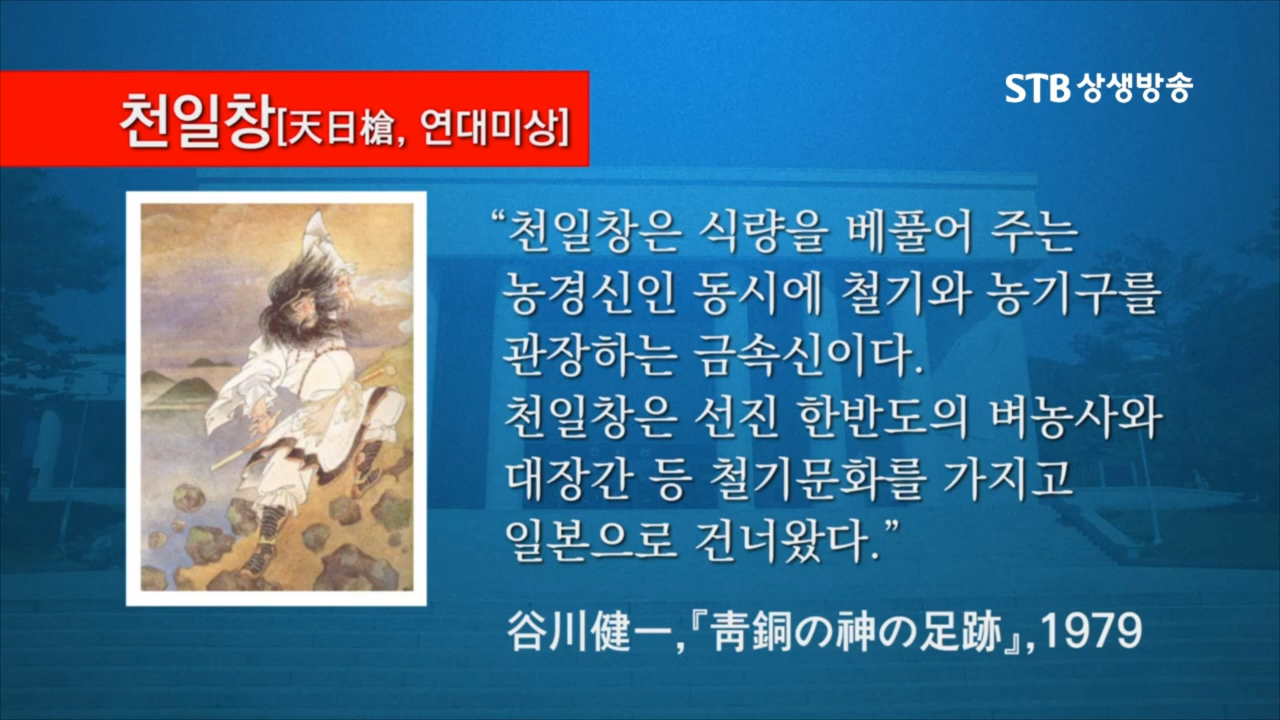 STB 상생방송
천일창[天日槍, 연대미상]
“천일창은 식량을 베풀어 주는
농경신인 동시에 철기와 농기구를
관장하는 금속신이다.
천일창은 선진 한반도의 벼농사와
대장간 등 철기문화를 가지고
일본으로 건너왔다.”
谷川健一,『靑銅の神の足跡』,1979